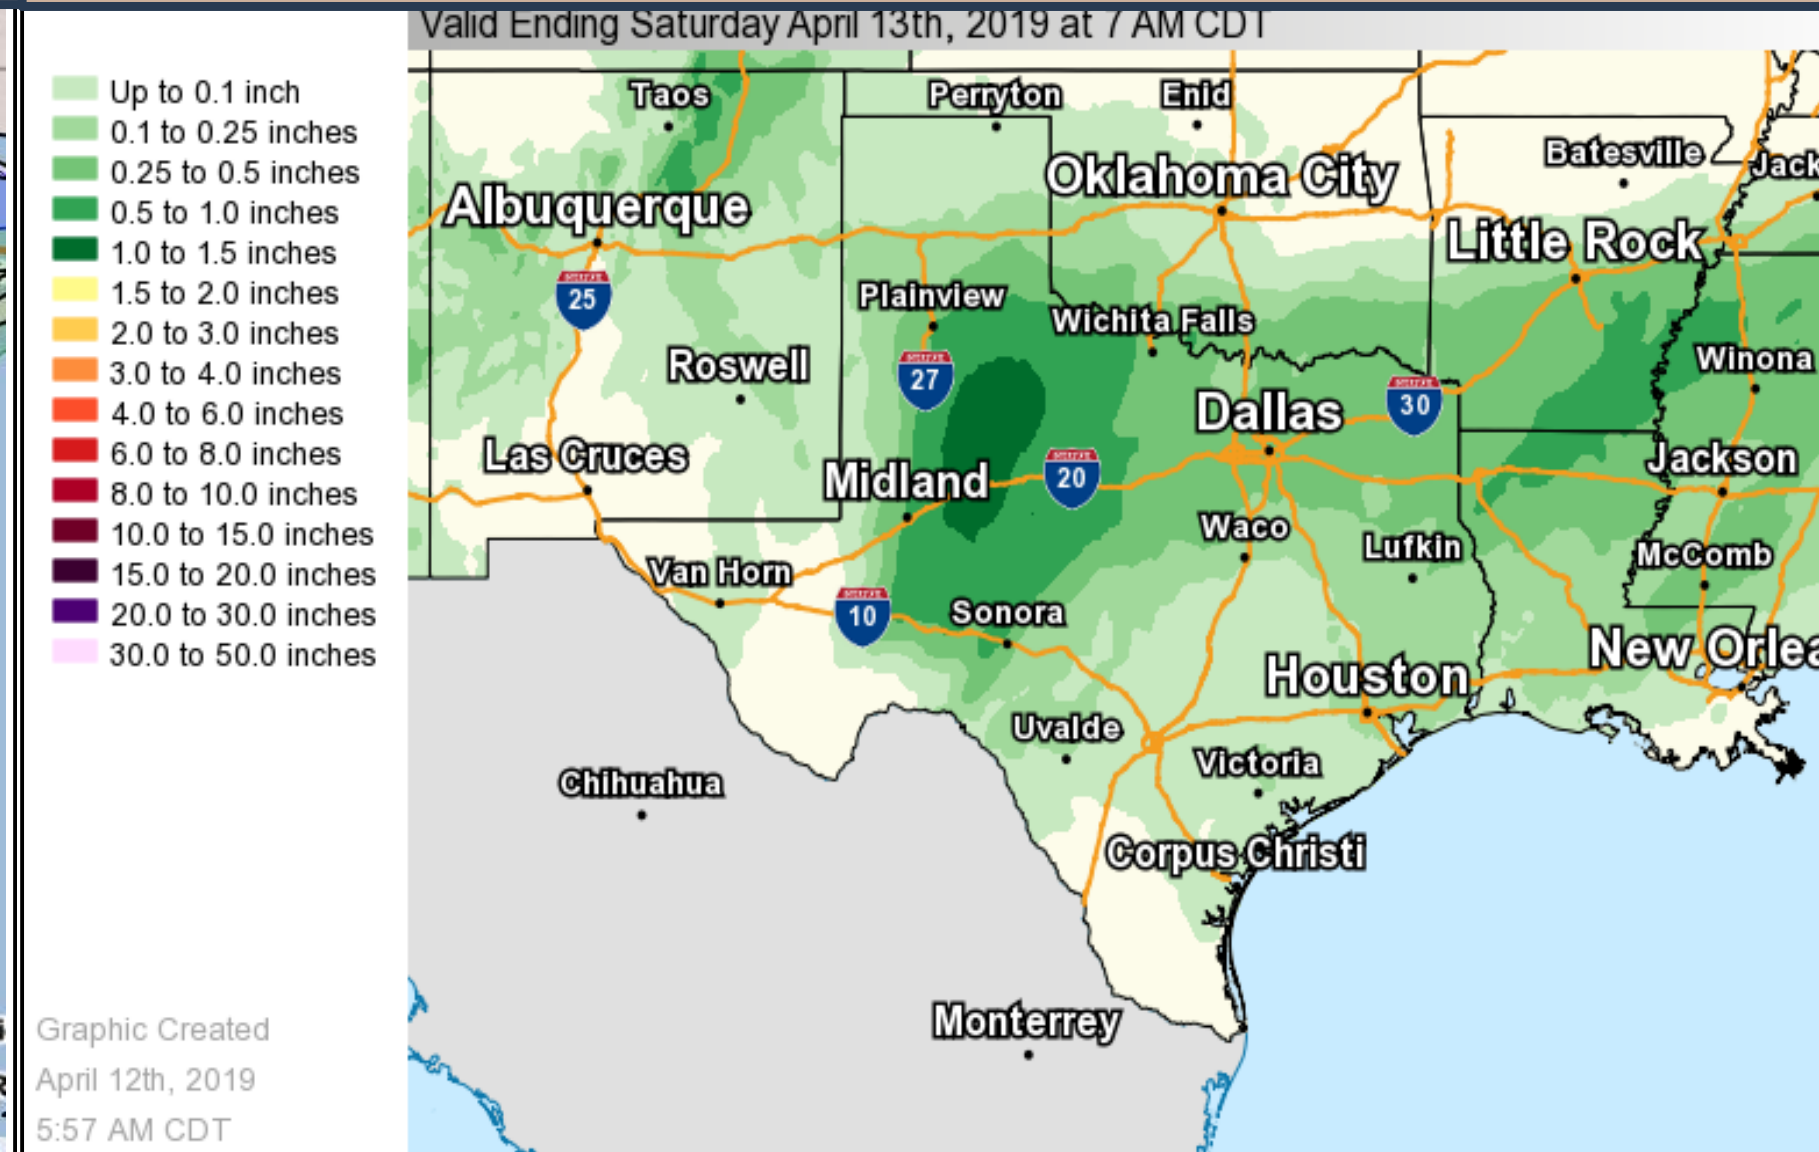 Valid Ending Saturday April 13th, 2019 at 7 AM CDT
Up to 0.1 inch
0.1 to 0.25 inches
0.25 to 0.5 inches
0.5 to 1.0 inches
1.0 to 1.5 inches
1.5 to 2.0 inches
2.0 to 3.0 inches
3.0 to 4.0 inches
4.0 to 6.0 inches
6.0 to 8.0 inches
8.0 to 10.0 inches
10.0 to 15.0 inches
15.0 to 20.0 inches
20.0 to 30.0 inches
30.0 to 50.0 inches
Graphic Created
April 12th, 2019
5:57 AM CDT
Taos
Perryton
Enid
Batesville
Jack
Oklahoma City
Albuquerque
Little Rock
25
Plainview
Wichita Falls
Roswell
27
Winona
Dallas
30
Las Cruces
Midland
20
Jackson
Waco
Lufkin
McComb
Van Horn
10
Sonora
New Orlea
Houston
Uvalde
Victoria
Chihuahua
Corpus Christi
Monterrey